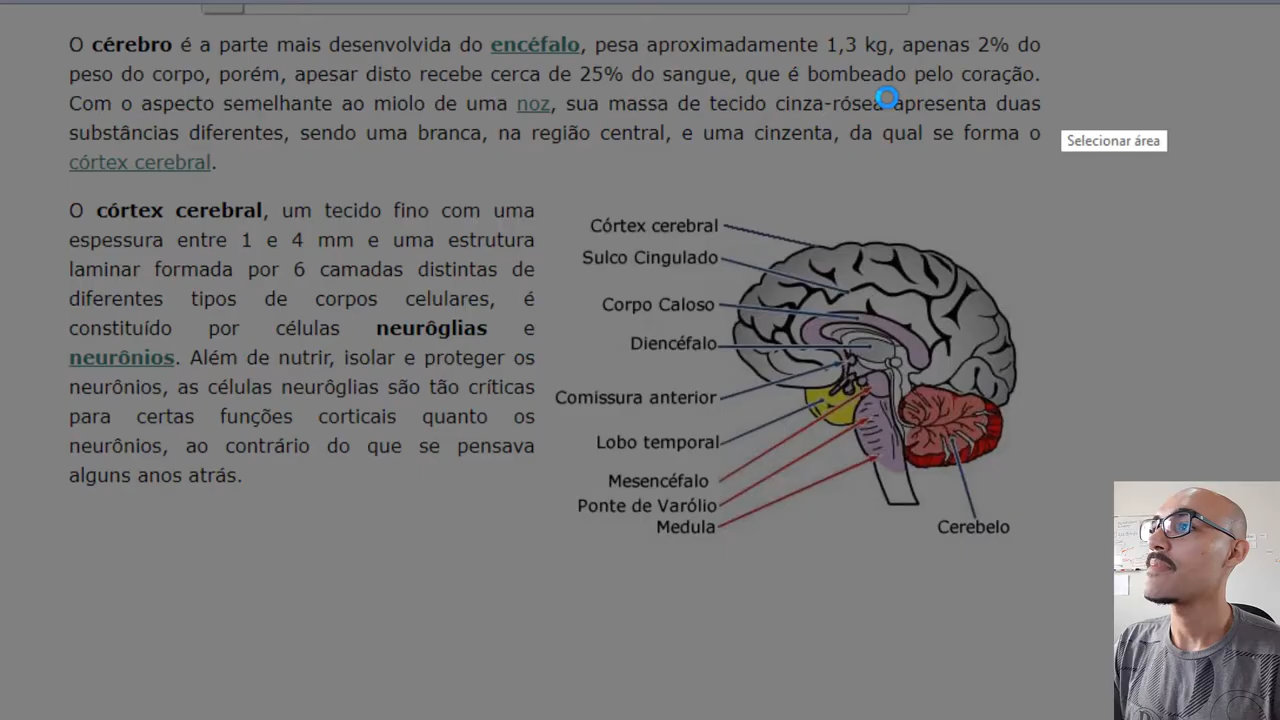 O cérebro é a parte mais desenvolvida do encéfalo, pesa aproximadamente 1,3 kg, apenas 2% do
peso do corpo, porém, apesar disto recebe cerca de 25% do sangue, que é bombeado pelo coração.
Com o aspecto semelhante ao miolo de uma noz, sua massa de tecido cinza-rósea apresenta duas
substâncias diferentes, sendo uma branca, na região central, e uma cinzenta, da qual se forma o
córtex cerebral.
Selecionar área
O córtex cerebral, um tecido fino com uma
espessura entre 1 e 4 mm e uma estrutura
laminar formada por 6 camadas distintas de
diferentes tipos de corpos celulares, é
constituído por células neurôglias e
neurônios. Além de nutrir, isolar e proteger os
neurônios, as células neurôglias são tão críticas
para certas funções corticais quanto os
neurônios, ao contrário do que se pensava
alguns anos atrás.
Córtex cerebral
Sulco Cingulado
Corpo Caloso
Diencéfalo
Comissura anterior
Lobo temporal
Mesencéfalo
Ponte de Varólio
Medula
Cerebelo